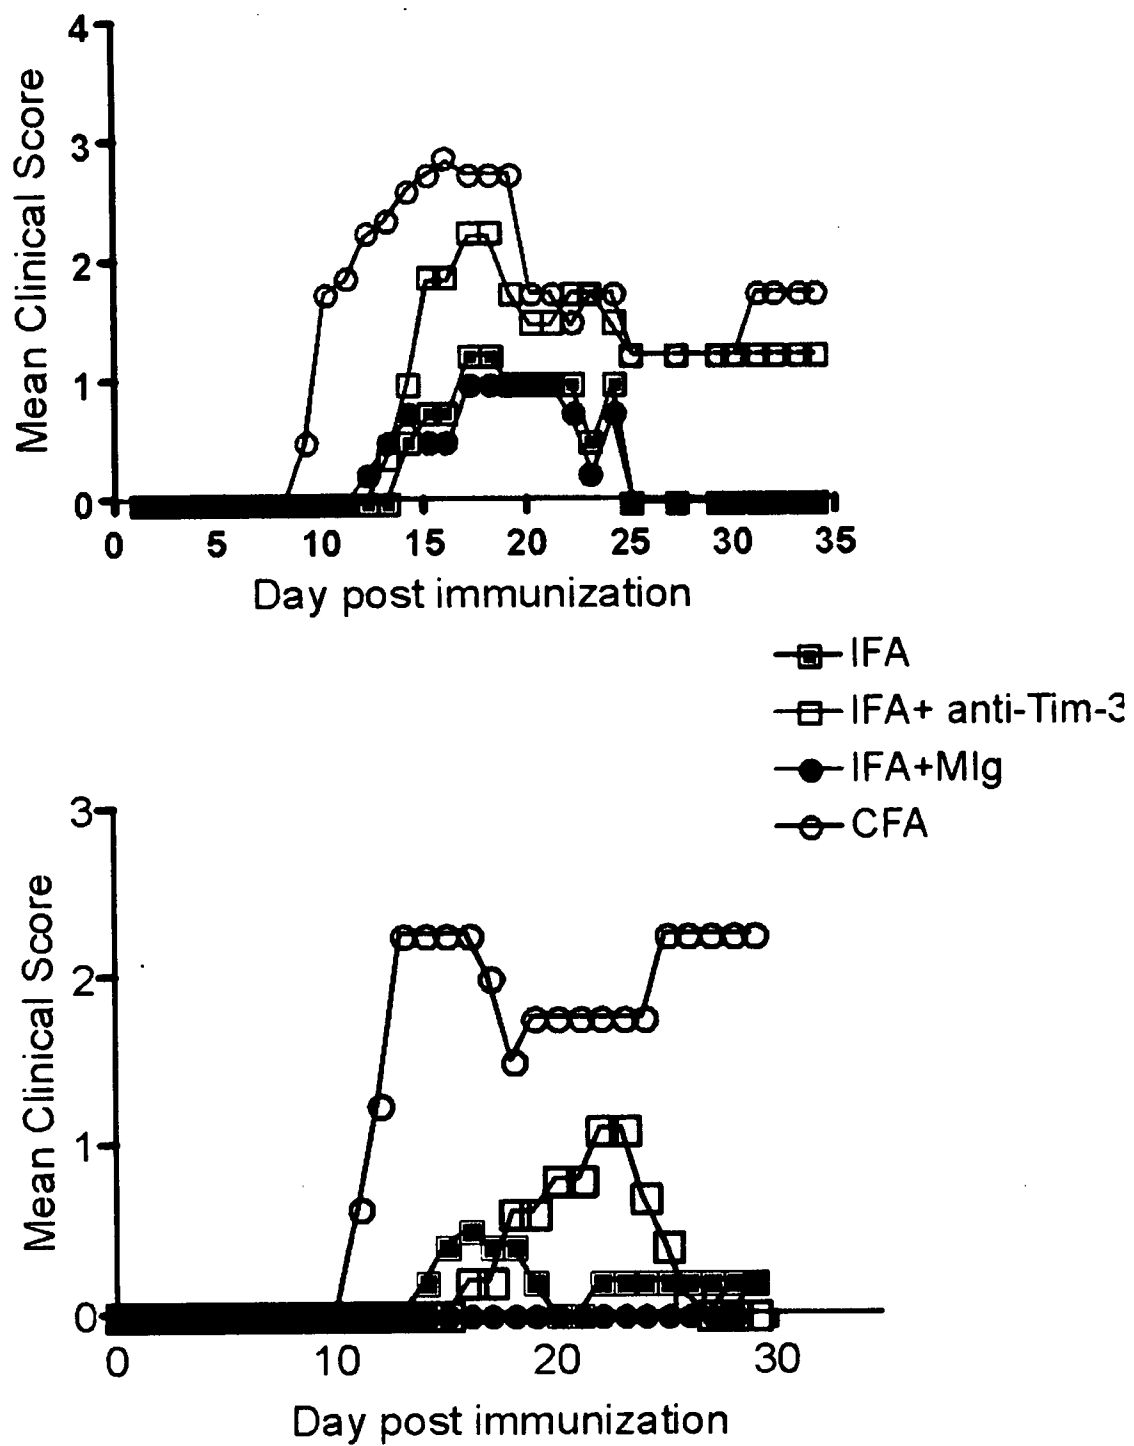 4
3
2
1
0
Mean Clinical Score
0 5 10 15 20 25 30 35
Day post immunization
IFA
IFA+ anti-Tim-3
IFA+MIg
CFA
3
2
1
0
Mean Clinical Score
0 10 20 30
Day post immunization